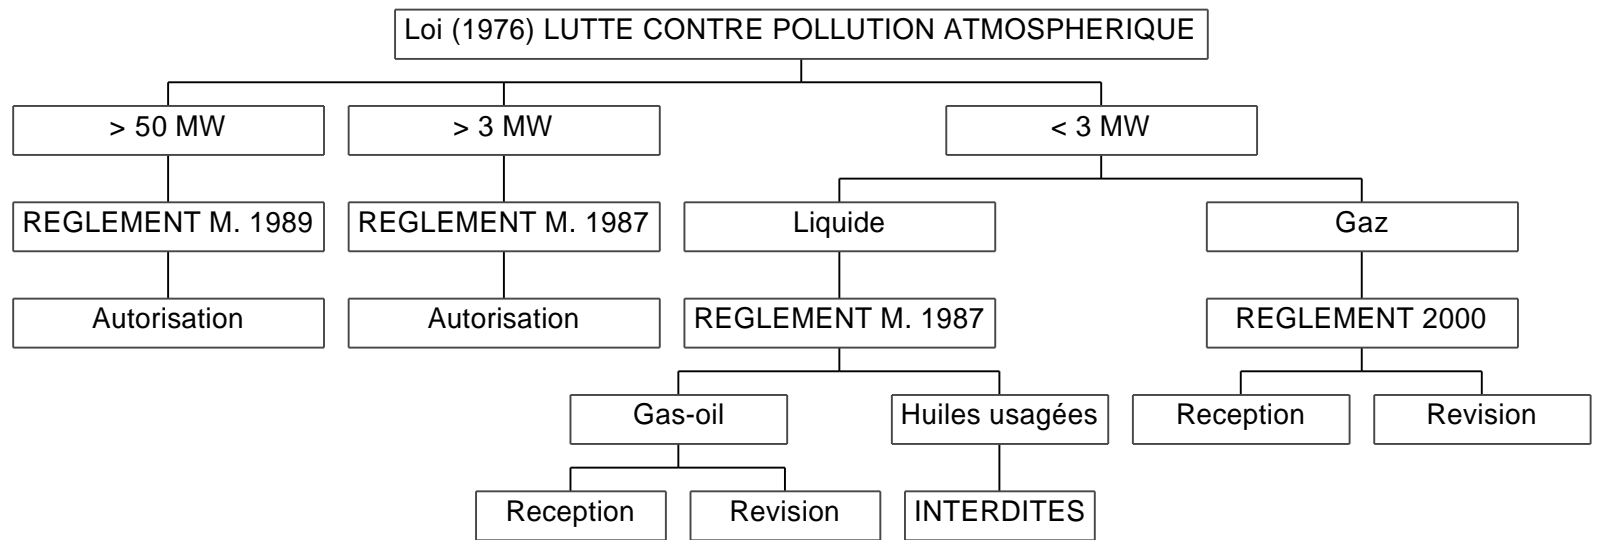 Loi (1976) LUTTE CONTRE POLLUTION ATMOSPHERIQUE
> 50 MW
> 3 MW
< 3 MW
REGLEMENT M. 1989
REGLEMENT M. 1987
Liquide
Gaz
Autorisation
Autorisation
REGLEMENT M. 1987
REGLEMENT 2000
Gas-oil
Huiles usagées
Reception
Revision
Reception
Revision
INTERDITES